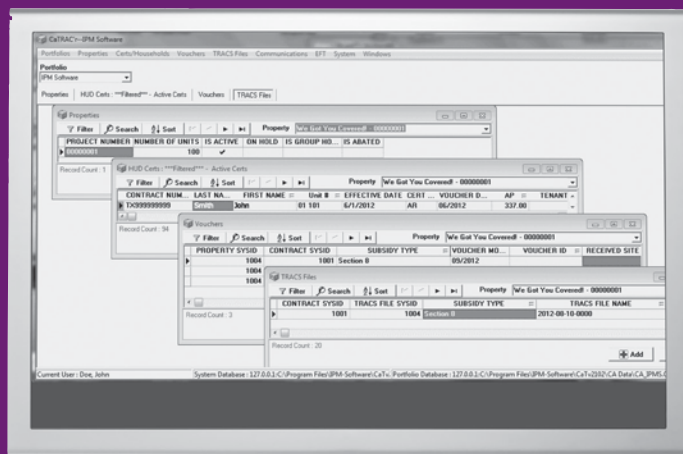 CaTRAC>--IPM Software
Portfolios Properties Certs/Households Vouchers TRACS Files Communications EFT System Windows
Portfolio
IPM Software
Properties HUD Certs : ***Filtered*** - Active Certs Vouchers TRACS Files
Properties
Filter Search Sort Property We Got You Covered! - 00000001
PROJECT NUMBER NUMBER OF UNITS IS ACTIVE ON HOLD IS GROUP HO... IS ABATED
00000001 100
Record Count : 1
HUD Certs : ***Filtered*** - Active Certs
Filter Search Sort Property We Got You Covered! - 00000001
CONTRACT NUM... LAST NA... FIRST NAME Unit # EFFECTIVE DATE CERT ... VOUCHER D... AP TENANT
TX999999999 Smith John 01 101 6/1/2012 AR 06/2012 337.00
Record Count : 94
Vouchers
Filter Search Sort Property We Got You Covered! - 00000001
PROPERTY SYSID CONTRACT SYSID SUBSIDY TYPE VOUCHER MO... VOUCHER ID RECEIVED SITE
1004 1001 Section 8 09/2012
1004
1004
Record Count : 3
TRACS Files
Filter Search Sort Property We Got You Covered! - 00000001
CONTRACT SYSID TRACS FILE SYSID SUBSIDY TYPE TRACS FILE NAME
1001 1004 Section 8 2012-08-10-0000
Record Count : 20
Add
Current User : Doe, John System Database : 127.0.0.1:C:\Program Files\IPM-Software\CaTv Portfolio Database : 127.0.0.1:C:\Program Files\IPM-Software\CaTv2102\CA Data\CA_IPMS.